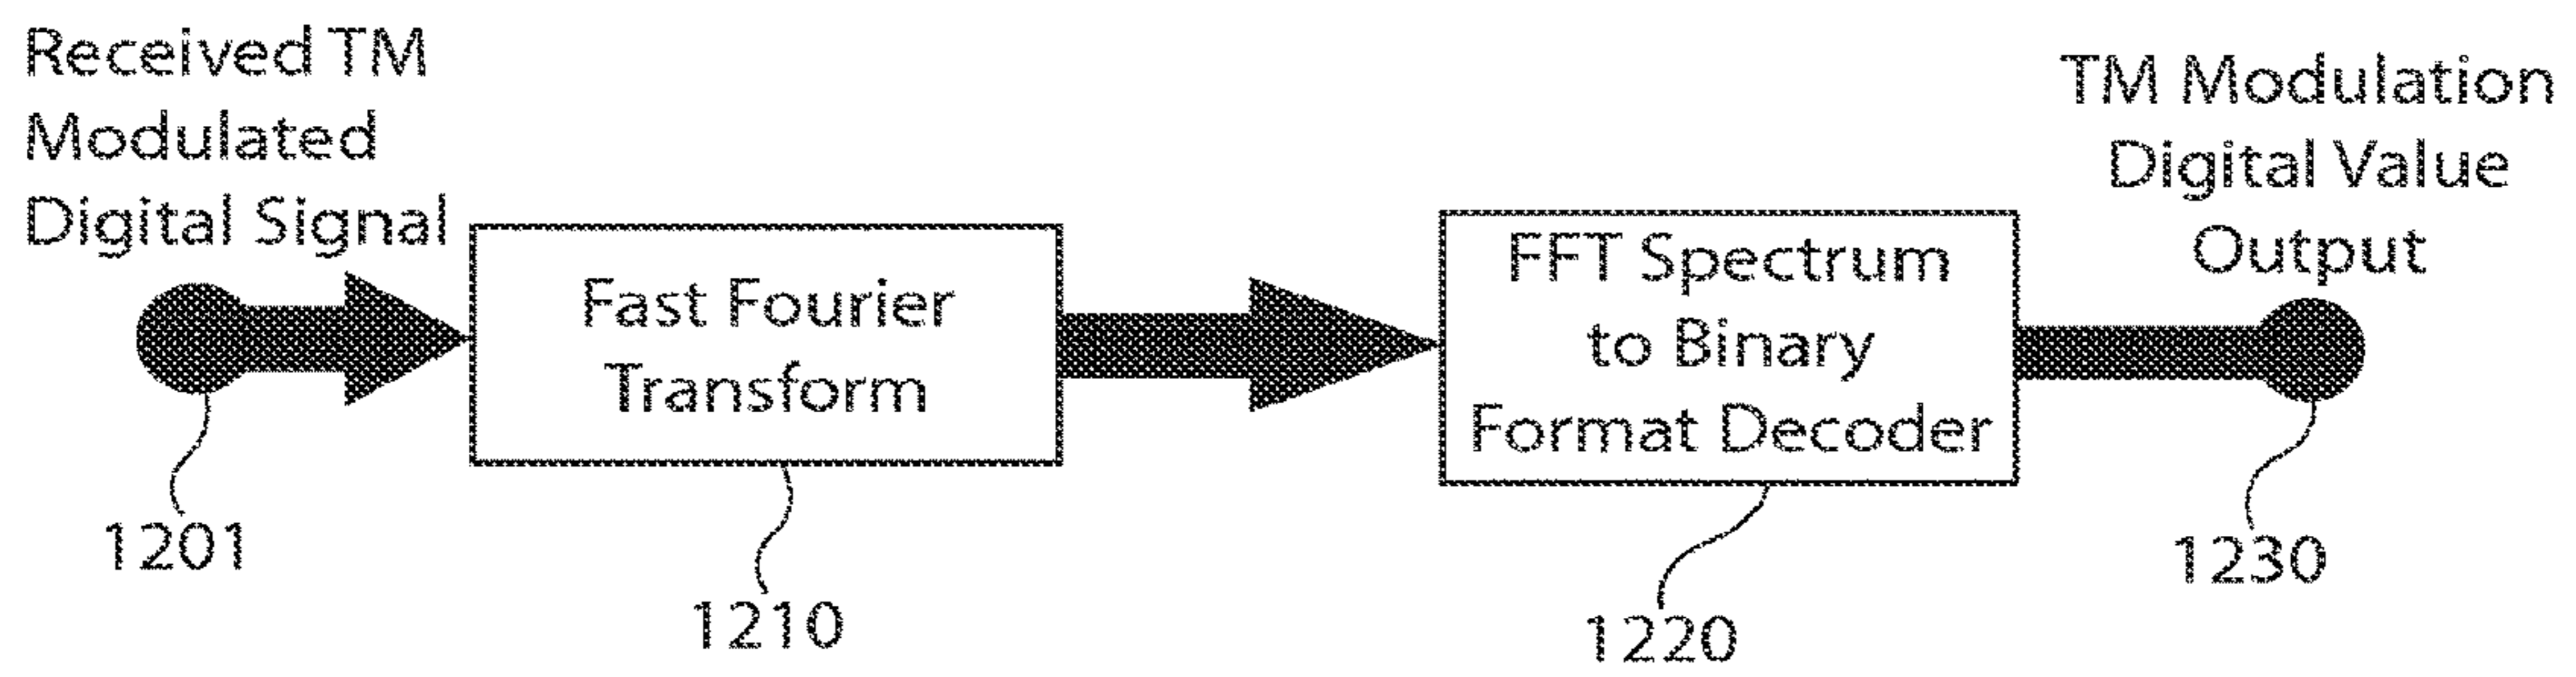 Received TM
Modulated
Digital Signal
Fast Fourier
Transform
FFT Spectrum
to Binary
Format Decoder
TM Modulation
Digital Value
Output
1201
1210
1220
1230